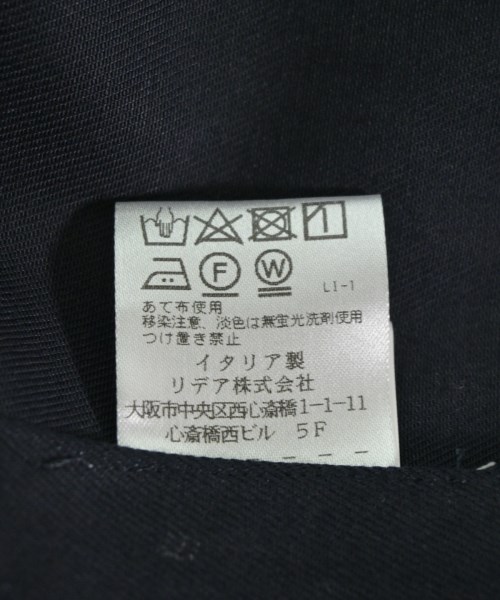 F W
LI-1
あて布使用
移染注意、淡色は無蛍光洗剤使用
つけ置き禁止
イタリア製
リデア株式会社
大阪市中央区西心斎橋1-1-11
心斎橋西ビル 5F